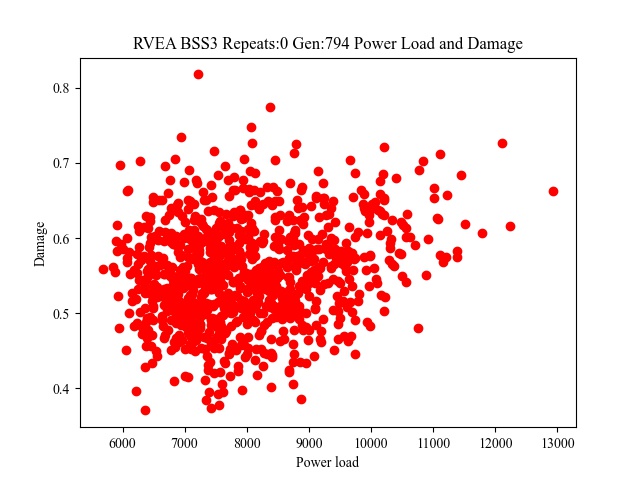 RVEA BSS3 Repeats:0 Gen:794 Power Load and Damage
0.8
0.7
0.6
0.5
0.4
Damage
6000 7000 8000 9000 10000 11000 12000 13000
Power load